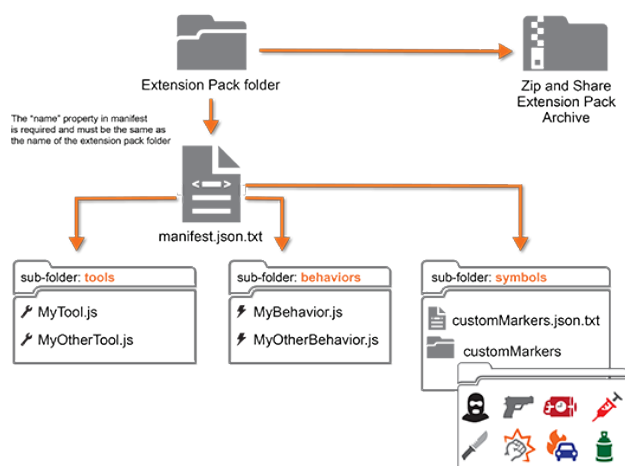 Extension Pack folder
Zip and Share
Extension Pack
Archive
The "name" property in manifest
is required and must be the same as
the name of the extension pack folder
<-->
manifest.json.txt
sub-folder: tools
MyTool.js
MyOtherTool.js
sub-folder: behaviors
MyBehavior.js
MyOtherBehavior.js
sub-folder: symbols
customMarkers.json.txt
customMarkers